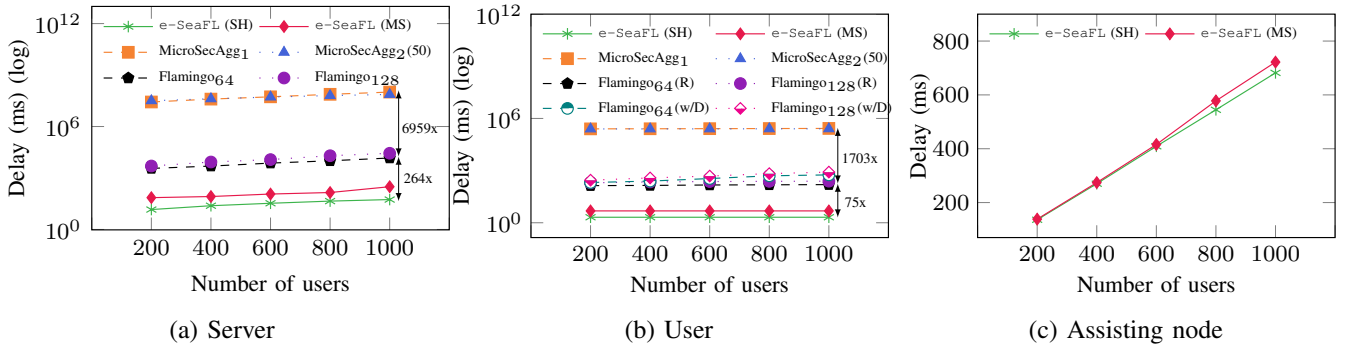 e-SeaFL (SH) e-SeaFL (MS)
MicroSecAgg1 MicroSecAgg2(50)
Flamingo64 Flamingo128
10^12
10^6
10^0
6959x
264x
200 400 600 800 1000
Delay (ms) (log)
Number of users
(a) Server
e-SeaFL (SH) e-SeaFL (MS)
MicroSecAgg1 MicroSecAgg2(50)
Flamingo64(R) Flamingo128(R)
Flamingo64(w/D) Flamingo128(w/D)
10^12
10^6
10^0
1703x
75x
200 400 600 800 1000
Delay (ms) (log)
Number of users
(b) User
e-SeaFL (SH) e-SeaFL (MS)
800
600
400
200
200 400 600 800 1000
Delay (ms)
Number of users
(c) Assisting node